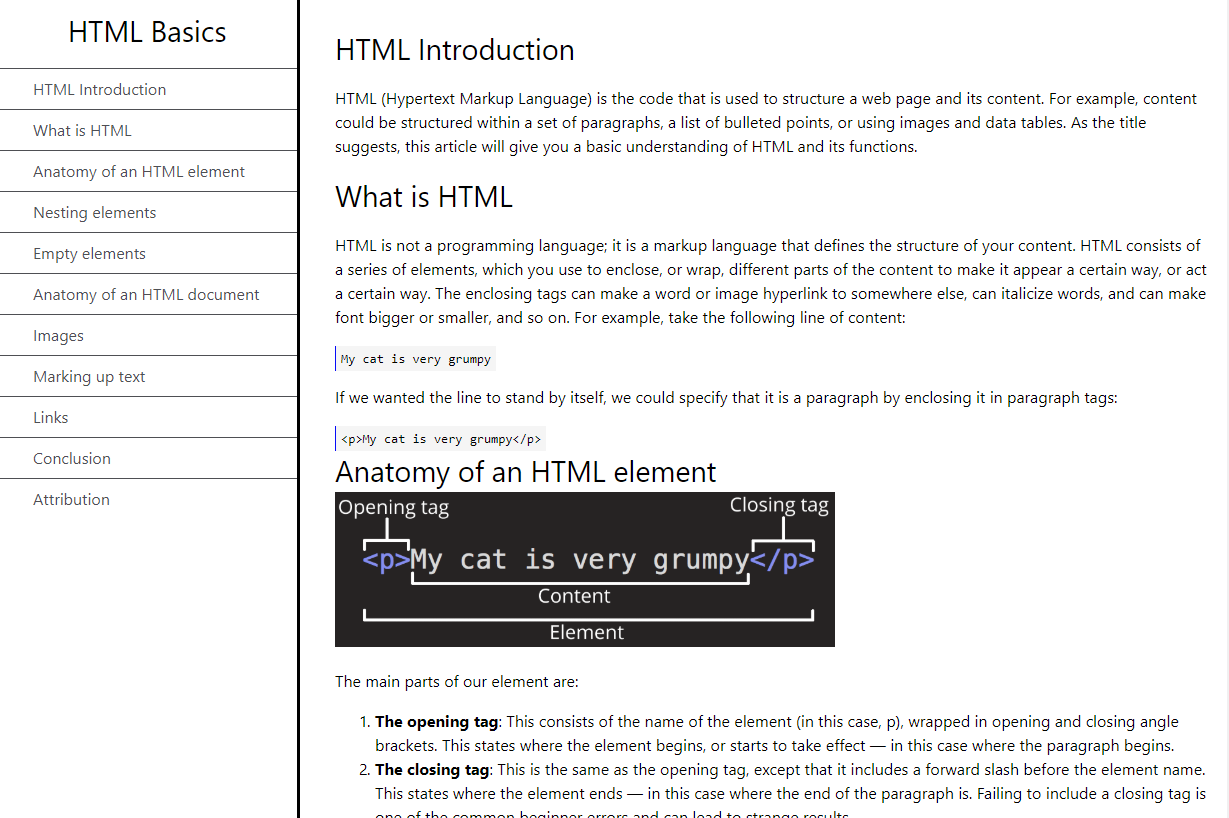 HTML Basics
HTML Introduction
What is HTML
Anatomy of an HTML element
Nesting elements
Empty elements
Anatomy of an HTML document
Images
Marking up text
Links
Conclusion
Attribution
HTML Introduction
HTML (Hypertext Markup Language) is the code that is used to structure a web page and its content. For example, content
could be structured within a set of paragraphs, a list of bulleted points, or using images and data tables. As the title
suggests, this article will give you a basic understanding of HTML and its functions.
What is HTML
HTML is not a programming language; it is a markup language that defines the structure of your content. HTML consists of
a series of elements, which you use to enclose, or wrap, different parts of the content to make it appear a certain way, or act
a certain way. The enclosing tags can make a word or image hyperlink to somewhere else, can italicize words, and can make
font bigger or smaller, and so on. For example, take the following line of content:
My cat is very grumpy
If we wanted the line to stand by itself, we could specify that it is a paragraph by enclosing it in paragraph tags:
<p>My cat is very grumpy</p>
Anatomy of an HTML element
Opening tag Closing tag
<p>My cat is very grumpy</p>
Content
Element
The main parts of our element are:
1. The opening tag: This consists of the name of the element (in this case, p), wrapped in opening and closing angle
brackets. This states where the element begins, or starts to take effect — in this case where the paragraph begins.
2. The closing tag: This is the same as the opening tag, except that it includes a forward slash before the element name.
This states where the element ends — in this case where the end of the paragraph is. Failing to include a closing tag is
one of the common beginner errors and can lead to strange results.